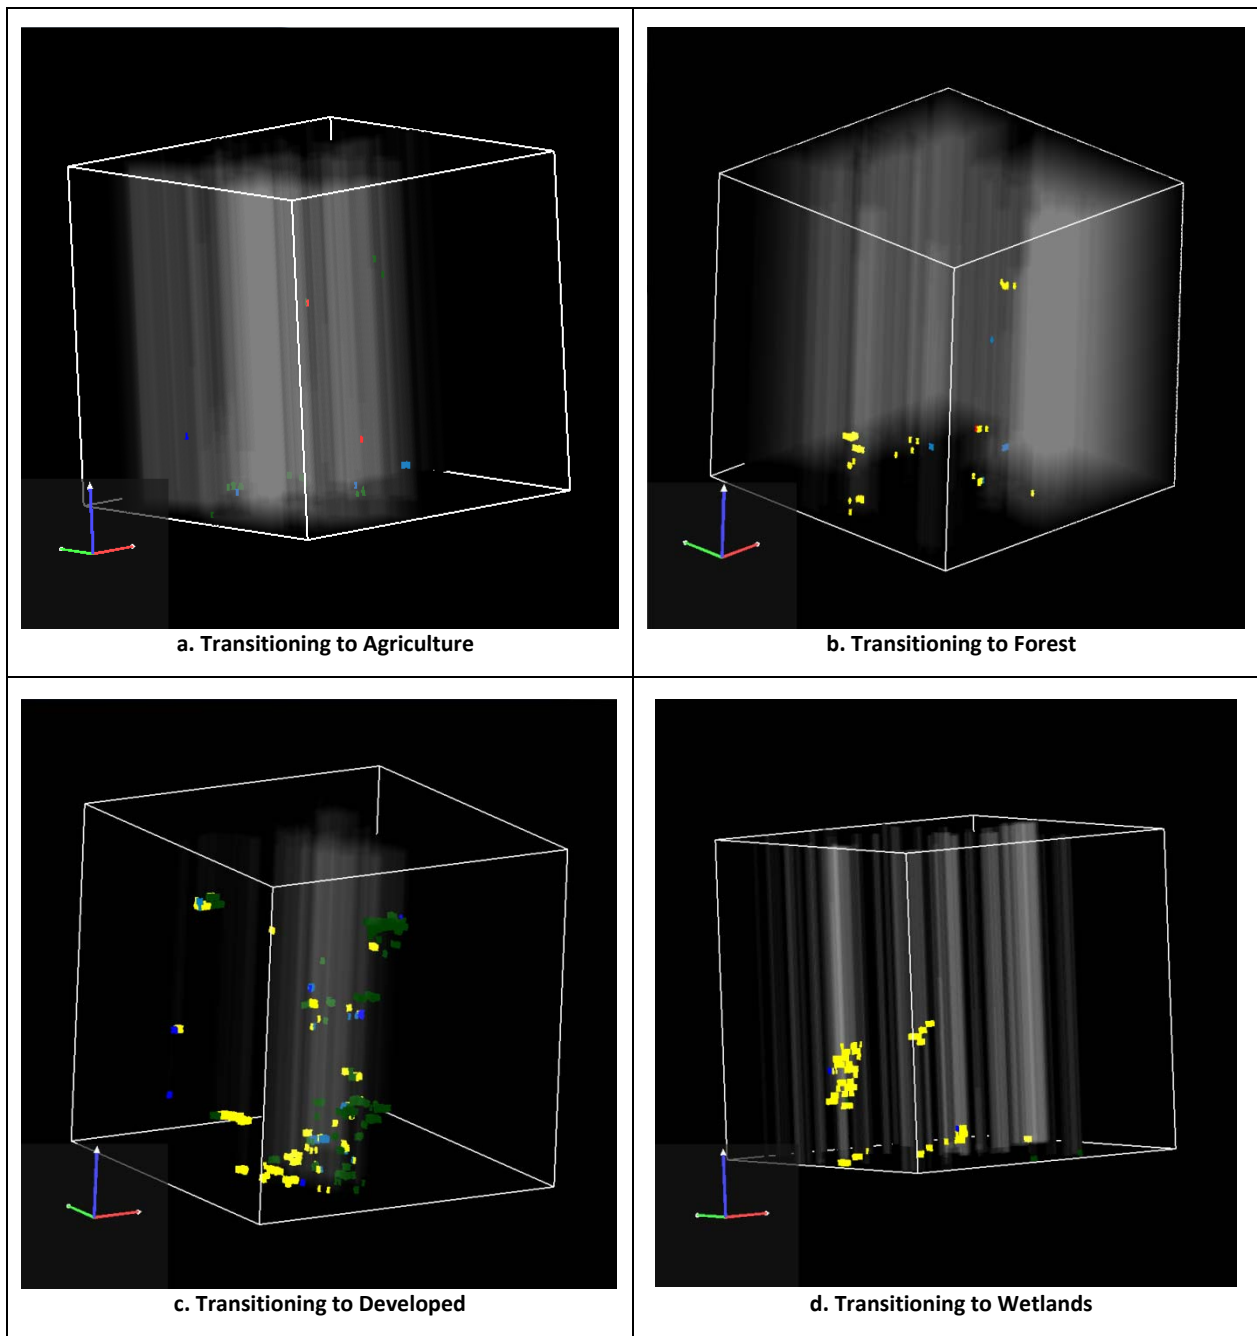 a. Transitioning to Agriculture
b. Transitioning to Forest
c. Transitioning to Developed
d. Transitioning to Wetlands